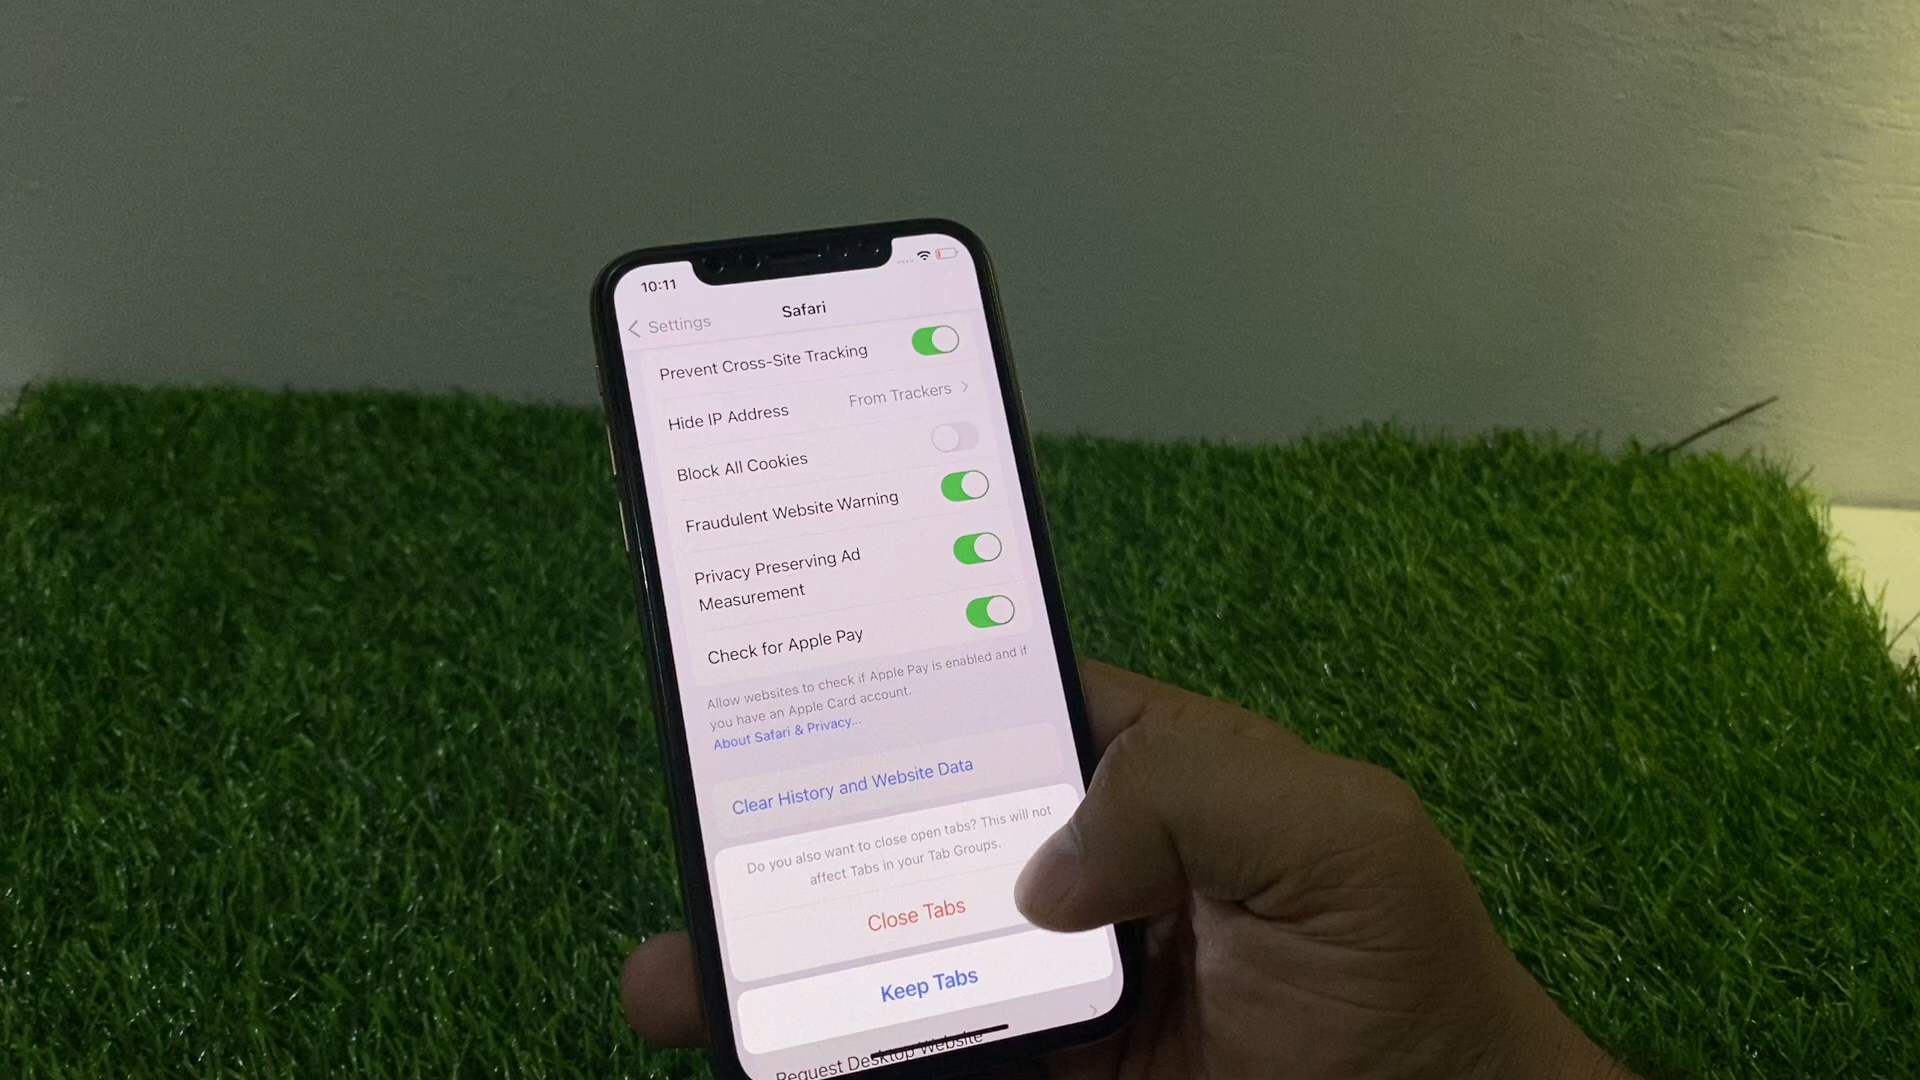 10:11
Settings
Safari
Prevent Cross-Site Tracking
Hide IP Address
From Trackers
Block All Cookies
Fraudulent Website Warning
Privacy Preserving Ad
Measurement
Check for Apple Pay
Allow websites to check if Apple Pay is enabled and if
you have an Apple Card account.
About Safari & Privacy...
Clear History and Website Data
Do you also want to close open tabs? This will not
affect Tabs in your Tab Groups.
Close Tabs
Keep Tabs
Request Desktop Website